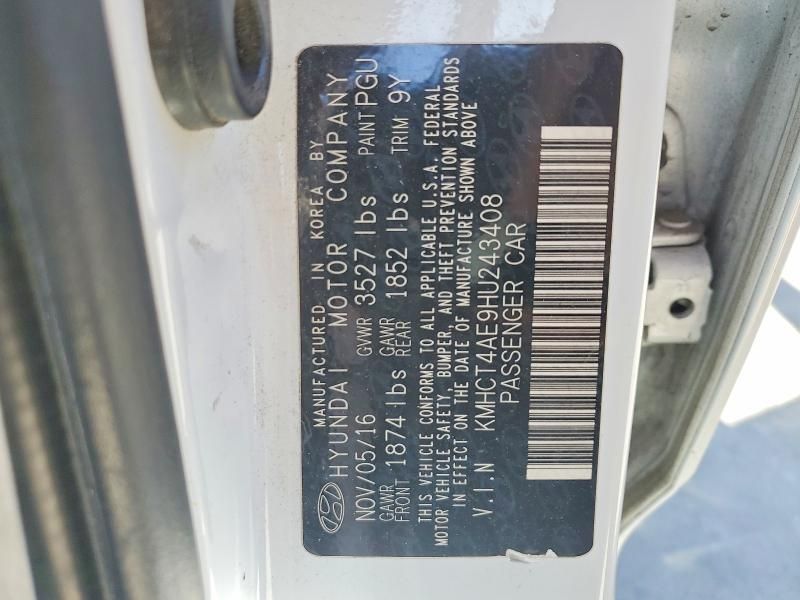 MANUFACTURED IN KOREA BY
HYUNDAI MOTOR COMPANY
NOV/05/16 GVWR 3527 lbs PAINT PGU
GAWR FRONT 1874 lbs GAWR REAR 1852 lbs TRIM 9Y
THIS VEHICLE CONFORMS TO ALL APPLICABLE U.S.A. FEDERAL
MOTOR VEHICLE SAFETY, BUMPER, AND THEFT PREVENTION STANDARDS
IN EFFECT ON THE DATE OF MANUFACTURE SHOWN ABOVE
V.I.N KMHCT4AE9HU243408
PASSENGER CAR